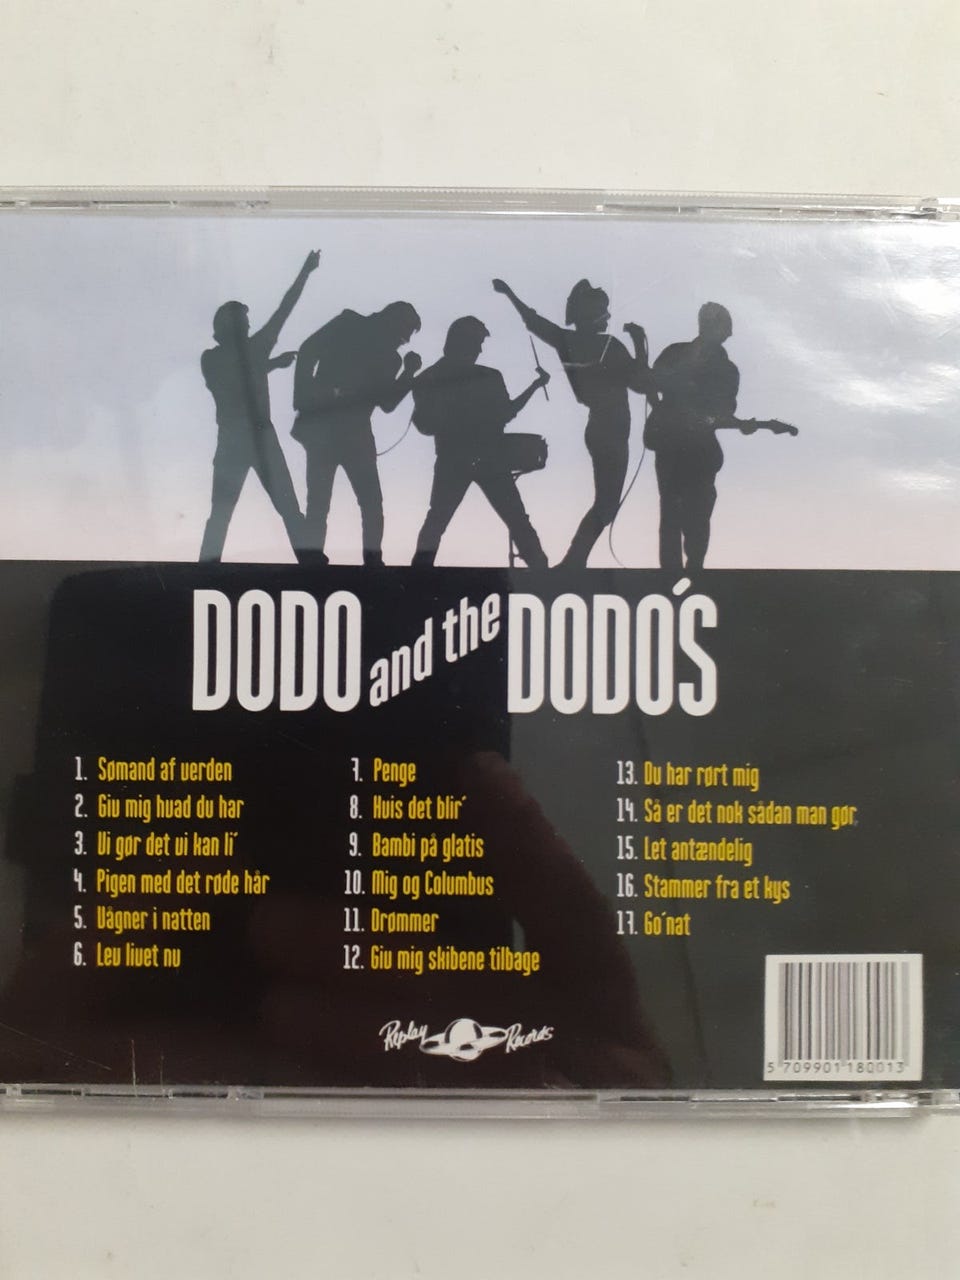 DODO and the DODO'S
1. Sømand af verden
2. Giv mig hvad du har
3. Vi gør det vi kan li'
4. Pigen med det røde hår
5. Vågner i natten
6. Lev livet nu
7. Penge
8. Hvis det blir'
9. Bambi på glatis
10. Mig og Columbus
11. Drømmer
12. Giv mig skibene tilbage
13. Du har rørt mig
14. Så er det nok sådan man gør
15. Let antændelig
16. Stammer fra et kys
17. Go'nat
Replay Records
5 709901 180013